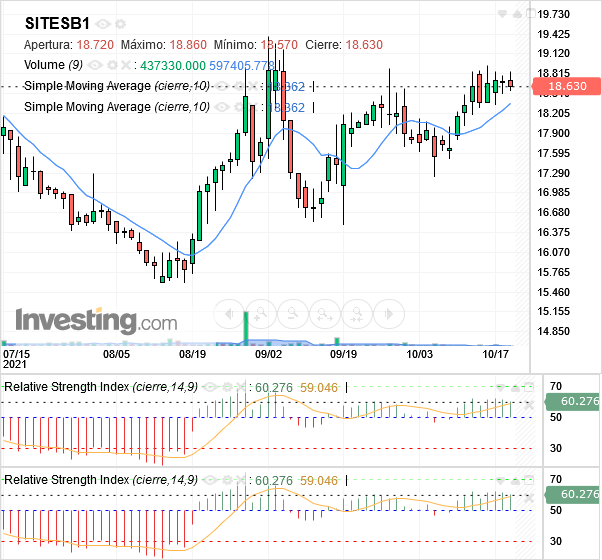 SITESB1
Apertura: 18.720 Máximo: 18.860 Mínimo: 18.570 Cierre: 18.630
Volume (9) : 437330.000 597405.778
Simple Moving Average (cierre,10) : 18.362
Simple Moving Average (cierre,10) : 18.362
19.730
19.425
19.120
18.815
18.630
18.205
17.900
17.595
17.290
16.985
16.680
16.375
16.070
15.765
15.460
15.155
14.850
Investing.com
07/15 08/05 08/19 09/02 09/19 10/03 10/17
2021
Relative Strength Index (cierre,14,9) : 60.276 59.046
70
60.276
50
30
Relative Strength Index (cierre,14,9) : 60.276 59.046
70
60.276
50
30